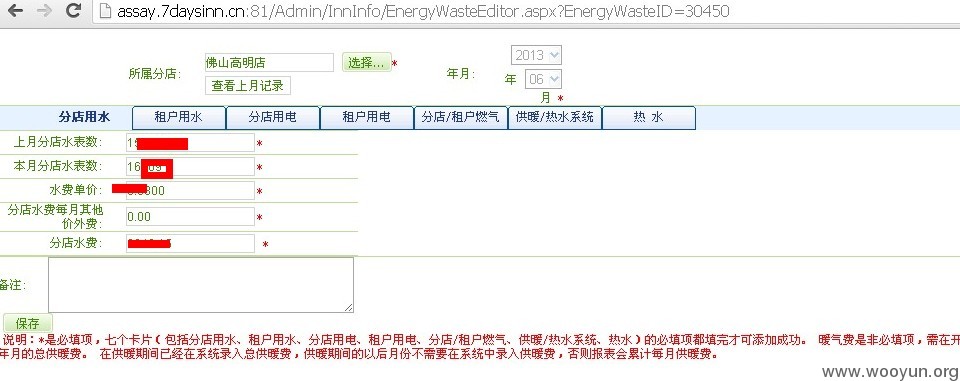 assay.7daysinn.cn:81/Admin/InnInfo/EnergyWasteEditor.aspx?EnergyWasteID=30450
所属分店: 佛山高明店 选择... * 年月: 2013 年 06 月 *
查看上月记录
分店用水 租户用水 分店用电 租户用电 分店/租户燃气 供暖/热水系统 热 水
上月分店水表数: *
本月分店水表数: 16 *
水费单价: 800 *
分店水费每月其他价外费: 0.00 *
分店水费: *
备注:
保存
说明：*是必填项，七个卡片（包括分店用水、租户用水、分店用电、租户用电、分店/租户燃气、供暖/热水系统、热水）的必填项都填完才可添加成功。 暖气费是非必填项，需在开
年月的总供暖费。 在供暖期间已经在系统录入总供暖费，供暖期间的以后月份不需要在系统中录入供暖费，否则报表会累计每月供暖费。
www.wooyun.org